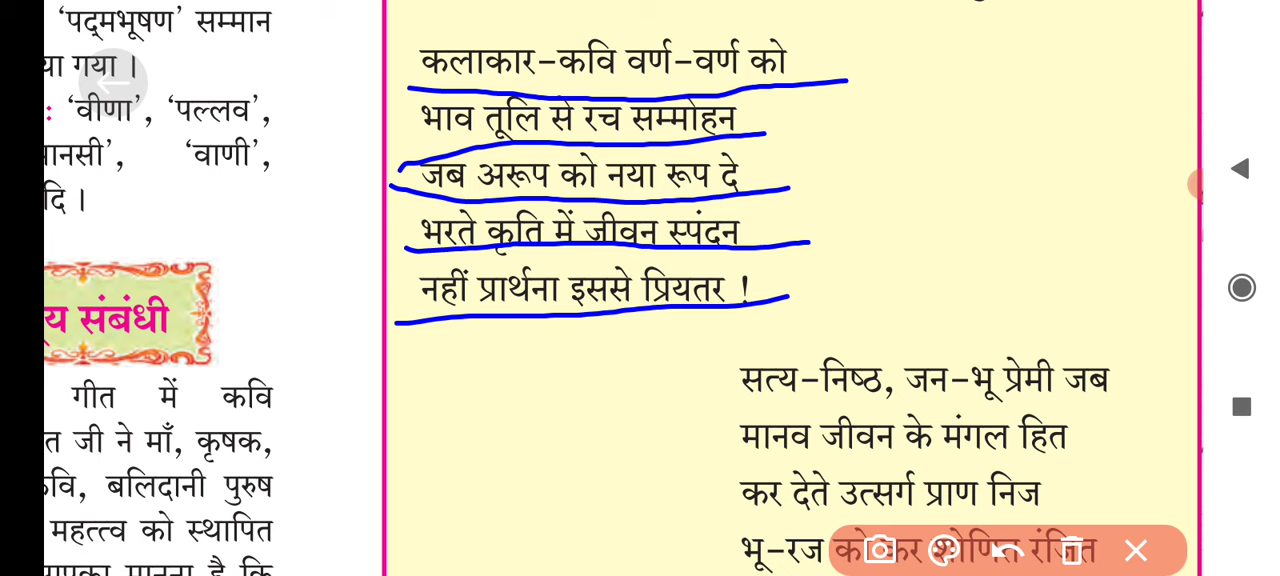 ‘पद्मभूषण’ सम्मान
या गया ।
: ‘वीणा’, ‘पल्लव’,
‘वाणी’,
दि ।
संबंधी
गीत में कवि
जी ने माँ, कृषक,
बलिदानी पुरुष
महत्त्व को स्थापित
मानना है कि
कलाकार-कवि वर्ण-वर्ण को
भाव तूलि से रच सम्मोहन
जब अरूप को नया रूप दे
भरते कृति में जीवन स्पंदन
नहीं प्रार्थना इससे प्रियतर !
सत्य-निष्ठ, जन-भू प्रेमी जब
मानव जीवन के मंगल हित
कर देते उत्सर्ग प्राण निज
भू-रज को कर शोणित रंजित